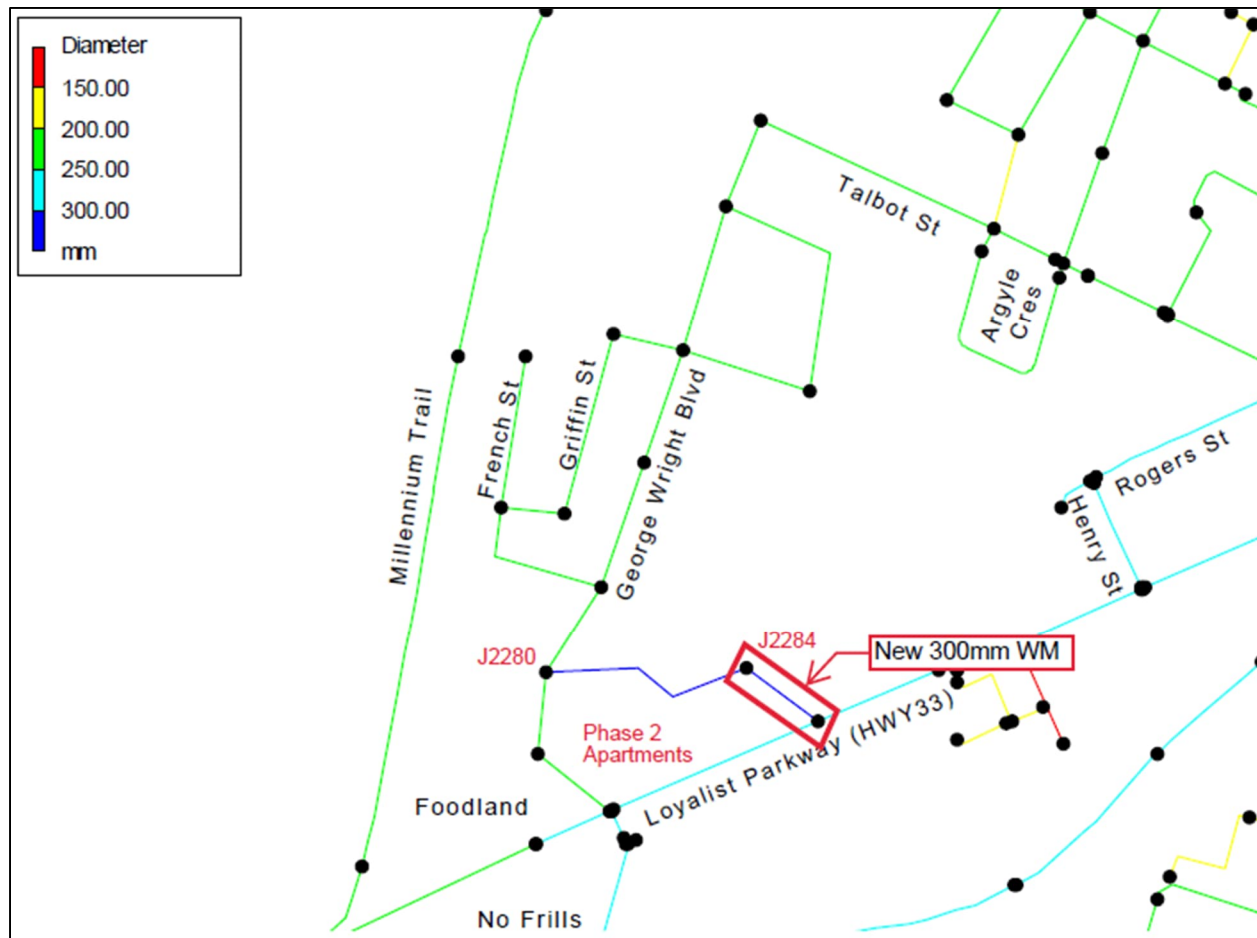 Diameter
150.00
200.00
250.00
300.00
mm
Talbot St
Argyle
Cres
Millennium Trail
French St
Griffin St
George Wright Blvd
Rogers St
Henry St
J2280
J2284
New 300mm WM
Phase 2
Apartments
Loyalist Parkway (HWY33)
Foodland
No Frills